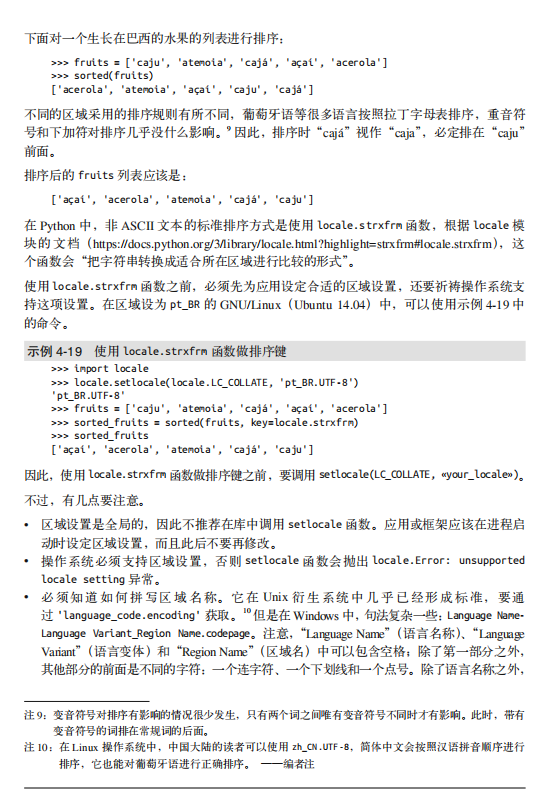 下面对一个生长在巴西的水果的列表进行排序：
>>> fruits = ['caju', 'atemoia', 'cajá', 'açaí', 'acerola']
>>> sorted(fruits)
['acerola', 'atemoia', 'açaí', 'caju', 'cajá']
不同的区域采用的排序规则有所不同，葡萄牙语等很多语言按照拉丁字母表排序，重音符
号和下加符对排序几乎没什么影响。9 因此，排序时“cajá”视作“caja”，必定排在“caju”
前面。
排序后的 fruits 列表应该是：
['açaí', 'acerola', 'atemoia', 'cajá', 'caju']
在 Python 中，非 ASCII 文本的标准排序方式是使用 locale.strxfrm 函数，根据 locale 模
块的文档（https://docs.python.org/3/library/locale.html?highlight=strxfrm#locale.strxfrm），这
个函数会“把字符串转换成适合所在区域进行比较的形式”。
使用 locale.strxfrm 函数之前，必须先为应用设定合适的区域设置，还要祈祷操作系统支
持这项设置。在区域设为 pt_BR 的 GNU/Linux（Ubuntu 14.04）中，可以使用示例 4-19 中
的命令。
示例 4-19 使用 locale.strxfrm 函数做排序键
>>> import locale
>>> locale.setlocale(locale.LC_COLLATE, 'pt_BR.UTF-8')
'pt_BR.UTF-8'
>>> fruits = ['caju', 'atemoia', 'cajá', 'açaí', 'acerola']
>>> sorted_fruits = sorted(fruits, key=locale.strxfrm)
>>> sorted_fruits
['açaí', 'acerola', 'atemoia', 'cajá', 'caju']
因此，使用 locale.strxfrm 函数做排序键之前，要调用 setlocale(LC_COLLATE, «your_locale»)。
不过，有几点要注意。
• 区域设置是全局的，因此不推荐在库中调用 setlocale 函数。应用或框架应该在进程启
动时设定区域设置，而且此后不要再修改。
• 操作系统必须支持区域设置，否则 setlocale 函数会抛出 locale.Error: unsupported
locale setting 异常。
• 必须知道如何拼写区域名称。它在 Unix 衍生系统中几乎已经形成标准，要通
过 'language_code.encoding' 获取。10 但是在 Windows 中，句法复杂一些：Language Name-
Language Variant_Region Name.codepage。注意，“Language Name”（语言名称）、“Language
Variant”（语言变体）和“Region Name”（区域名）中可以包含空格；除了第一部分之外，
其他部分的前面是不同的字符：一个连字符、一个下划线和一个点号。除了语言名称之外，
注 9：变音符号对排序有影响的情况很少发生，只有两个词之间唯有变音符号不同时才有影响。此时，带有
变音符号的词排在常规词的后面。
注 10：在 Linux 操作系统中，中国大陆的读者可以使用 zh_CN.UTF-8，简体中文会按照汉语拼音顺序进行
排序，它也能对葡萄牙语进行正确排序。 ——编者注